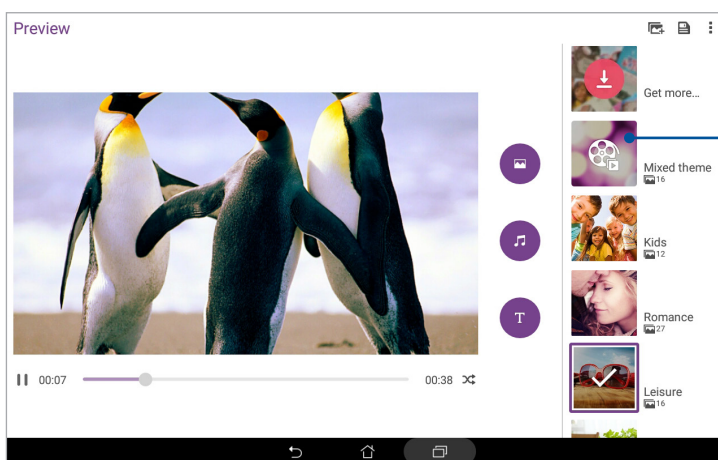 Preview
Get more...
Mixed theme
16
Kids
12
Romance
27
Leisure
16
T
00:07
00:38